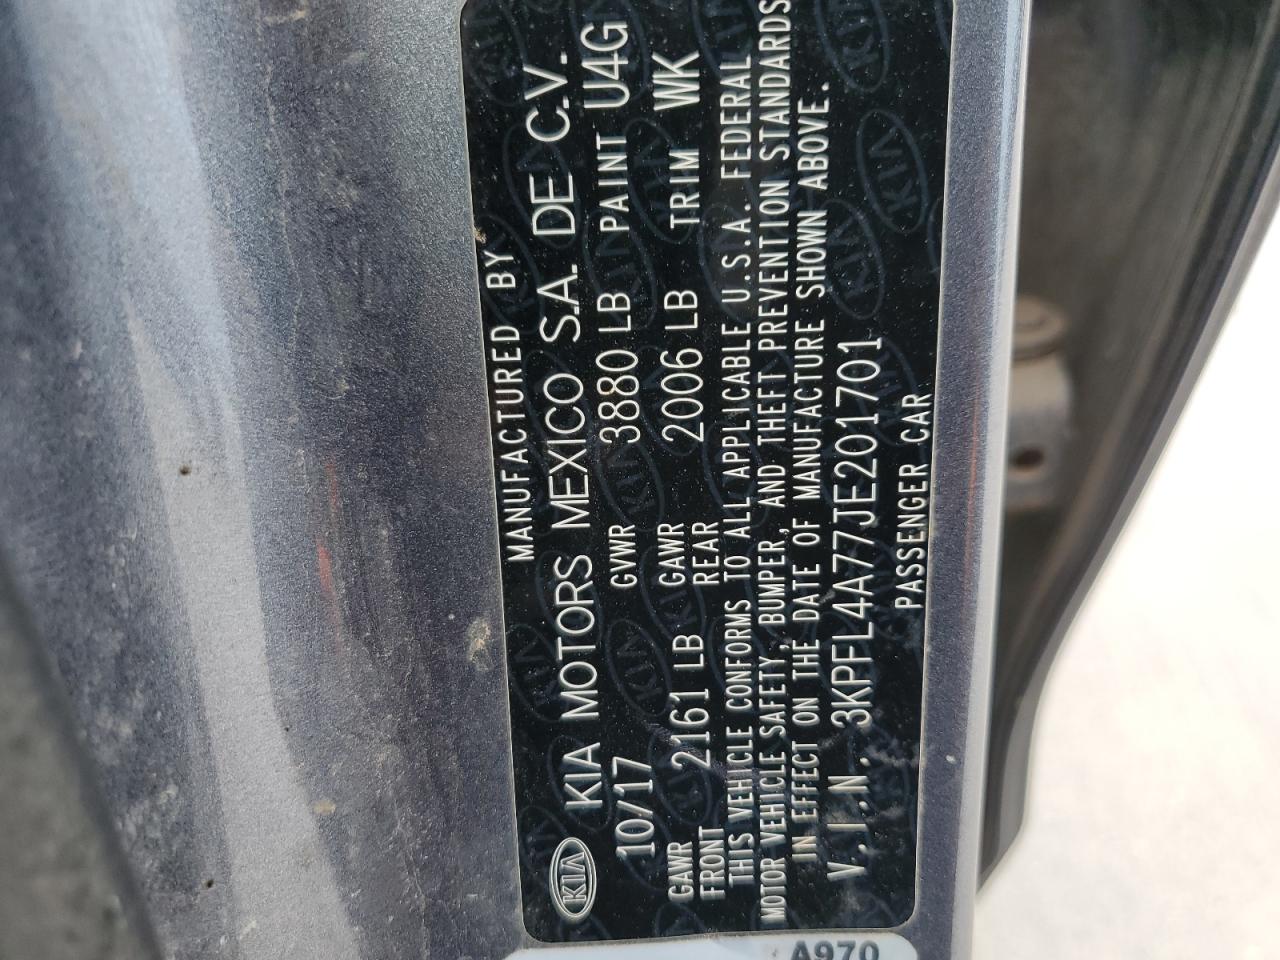 MANUFACTURED BY
KIA KIA MOTORS MEXICO S.A. DE C.V.
10/17 GVWR 3880 LB PAINT U4G
GAWR FRONT 2161 LB GAWR REAR 2006 LB TRIM WK
THIS VEHICLE CONFORMS TO ALL APPLICABLE U.S.A. FEDERAL
MOTOR VEHICLE SAFETY, BUMPER, AND THEFT PREVENTION STANDARDS
IN EFFECT ON THE DATE OF MANUFACTURE SHOWN ABOVE.
V.I.N. 3KPFL4A77JE201701
PASSENGER CAR
A970